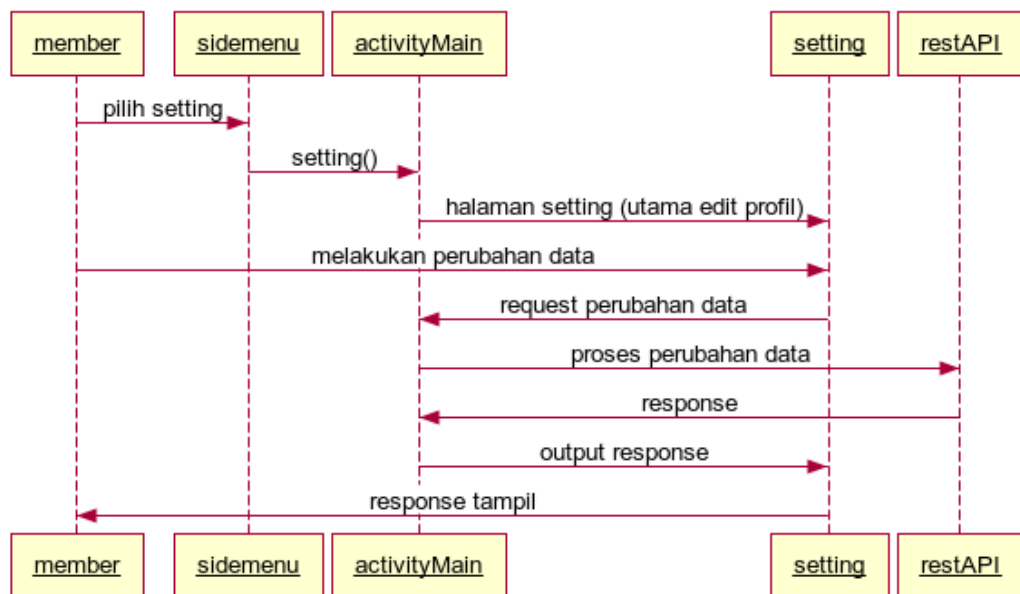 member
sidemenu
activityMain
setting
restAPI
pilih setting
setting()
halaman setting (utama edit profil)
melakukan perubahan data
request perubahan data
proses perubahan data
response
output response
response tampil
member
sidemenu
activityMain
setting
restAPI